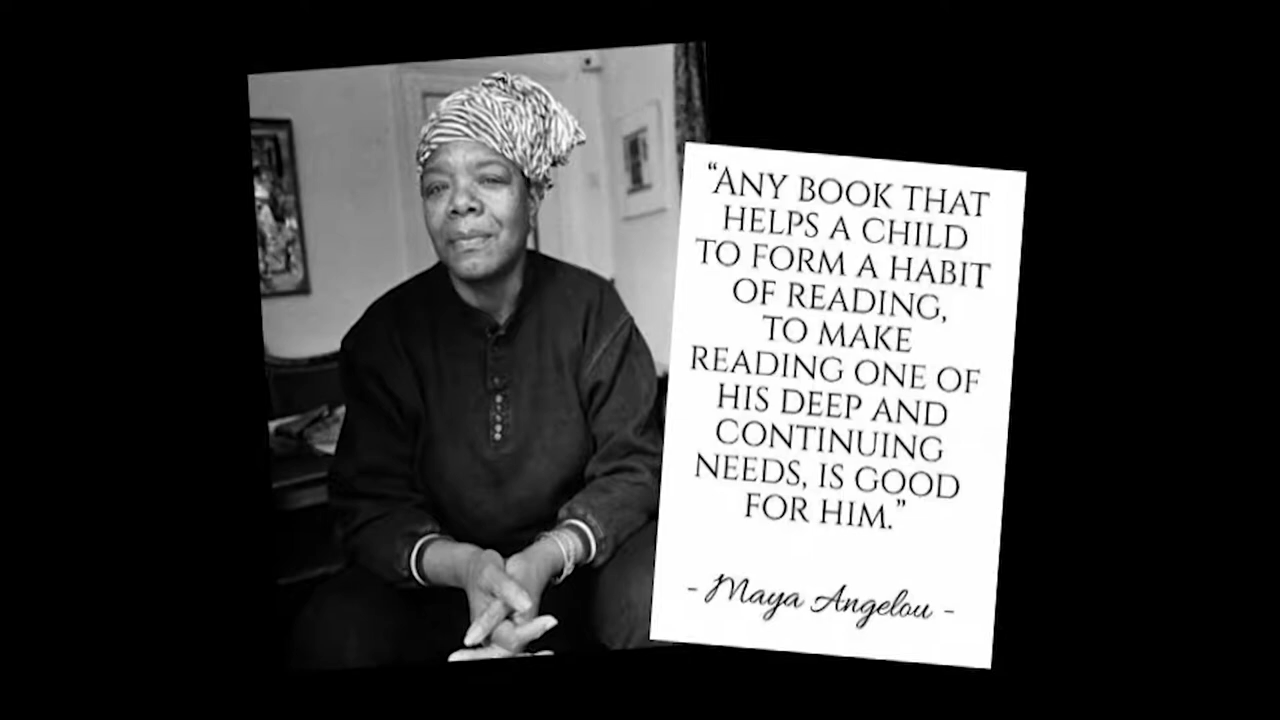 “ANY BOOK THAT
HELPS A CHILD
TO FORM A HABIT
OF READING,
TO MAKE
READING ONE OF
HIS DEEP AND
CONTINUING
NEEDS, IS GOOD
FOR HIM.”
- Maya Angelou -